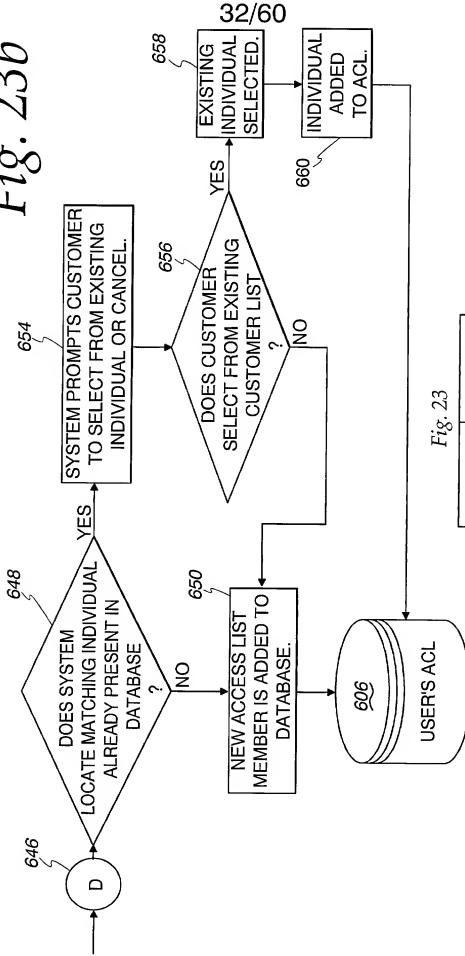 32/60
Fig. 23b
646
D
648
DOES SYSTEM
LOCATE MATCHING INDIVIDUAL
ALREADY PRESENT IN
DATABASE
?
YES
NO
654
SYSTEM PROMPTS CUSTOMER
TO SELECT FROM EXISTING
INDIVIDUAL OR CANCEL.
656
DOES CUSTOMER
SELECT FROM EXISTING
CUSTOMER LIST
?
YES
NO
658
EXISTING
INDIVIDUAL
SELECTED.
660
INDIVIDUAL
ADDED
TO ACL.
650
NEW ACCESS LIST
MEMBER IS ADDED TO
DATABASE.
606
USER'S ACL
Fig. 23